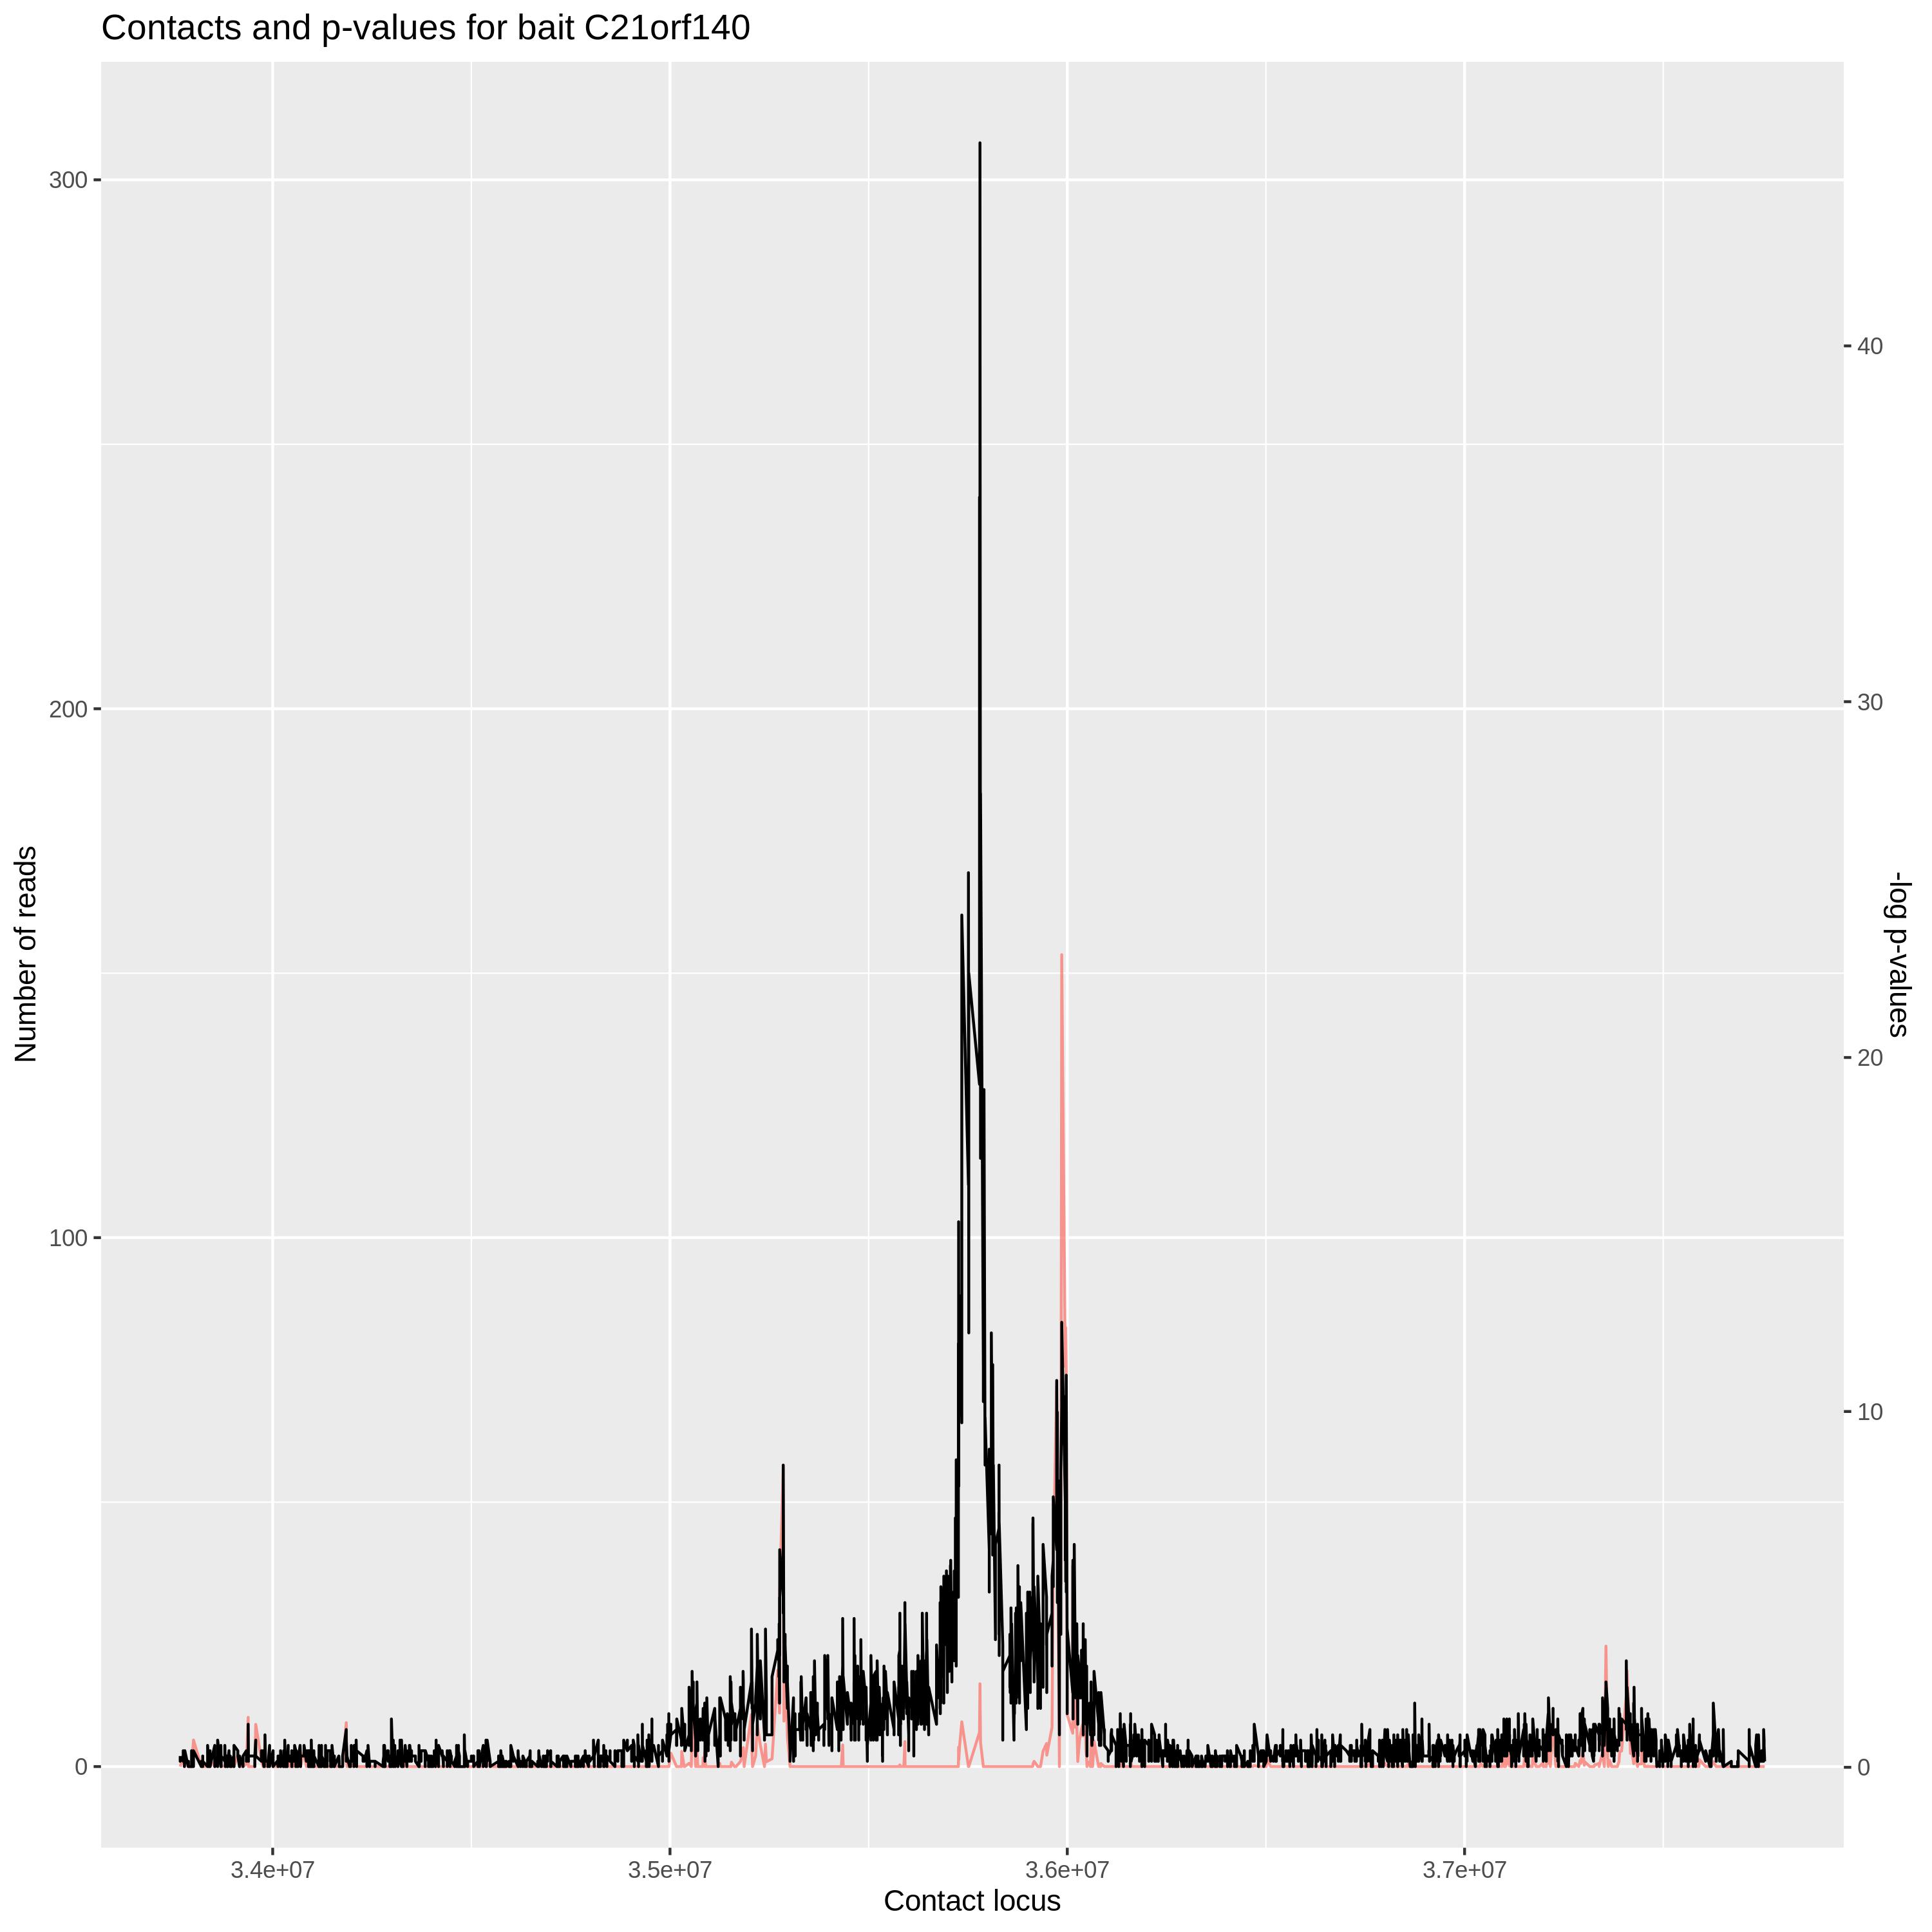 Contacts and p-values for bait C21orf140
300
200
100
0
Number of reads
40
30
20
10
0
-log p-values
3.4e+07
3.5e+07
3.6e+07
3.7e+07
Contact locus